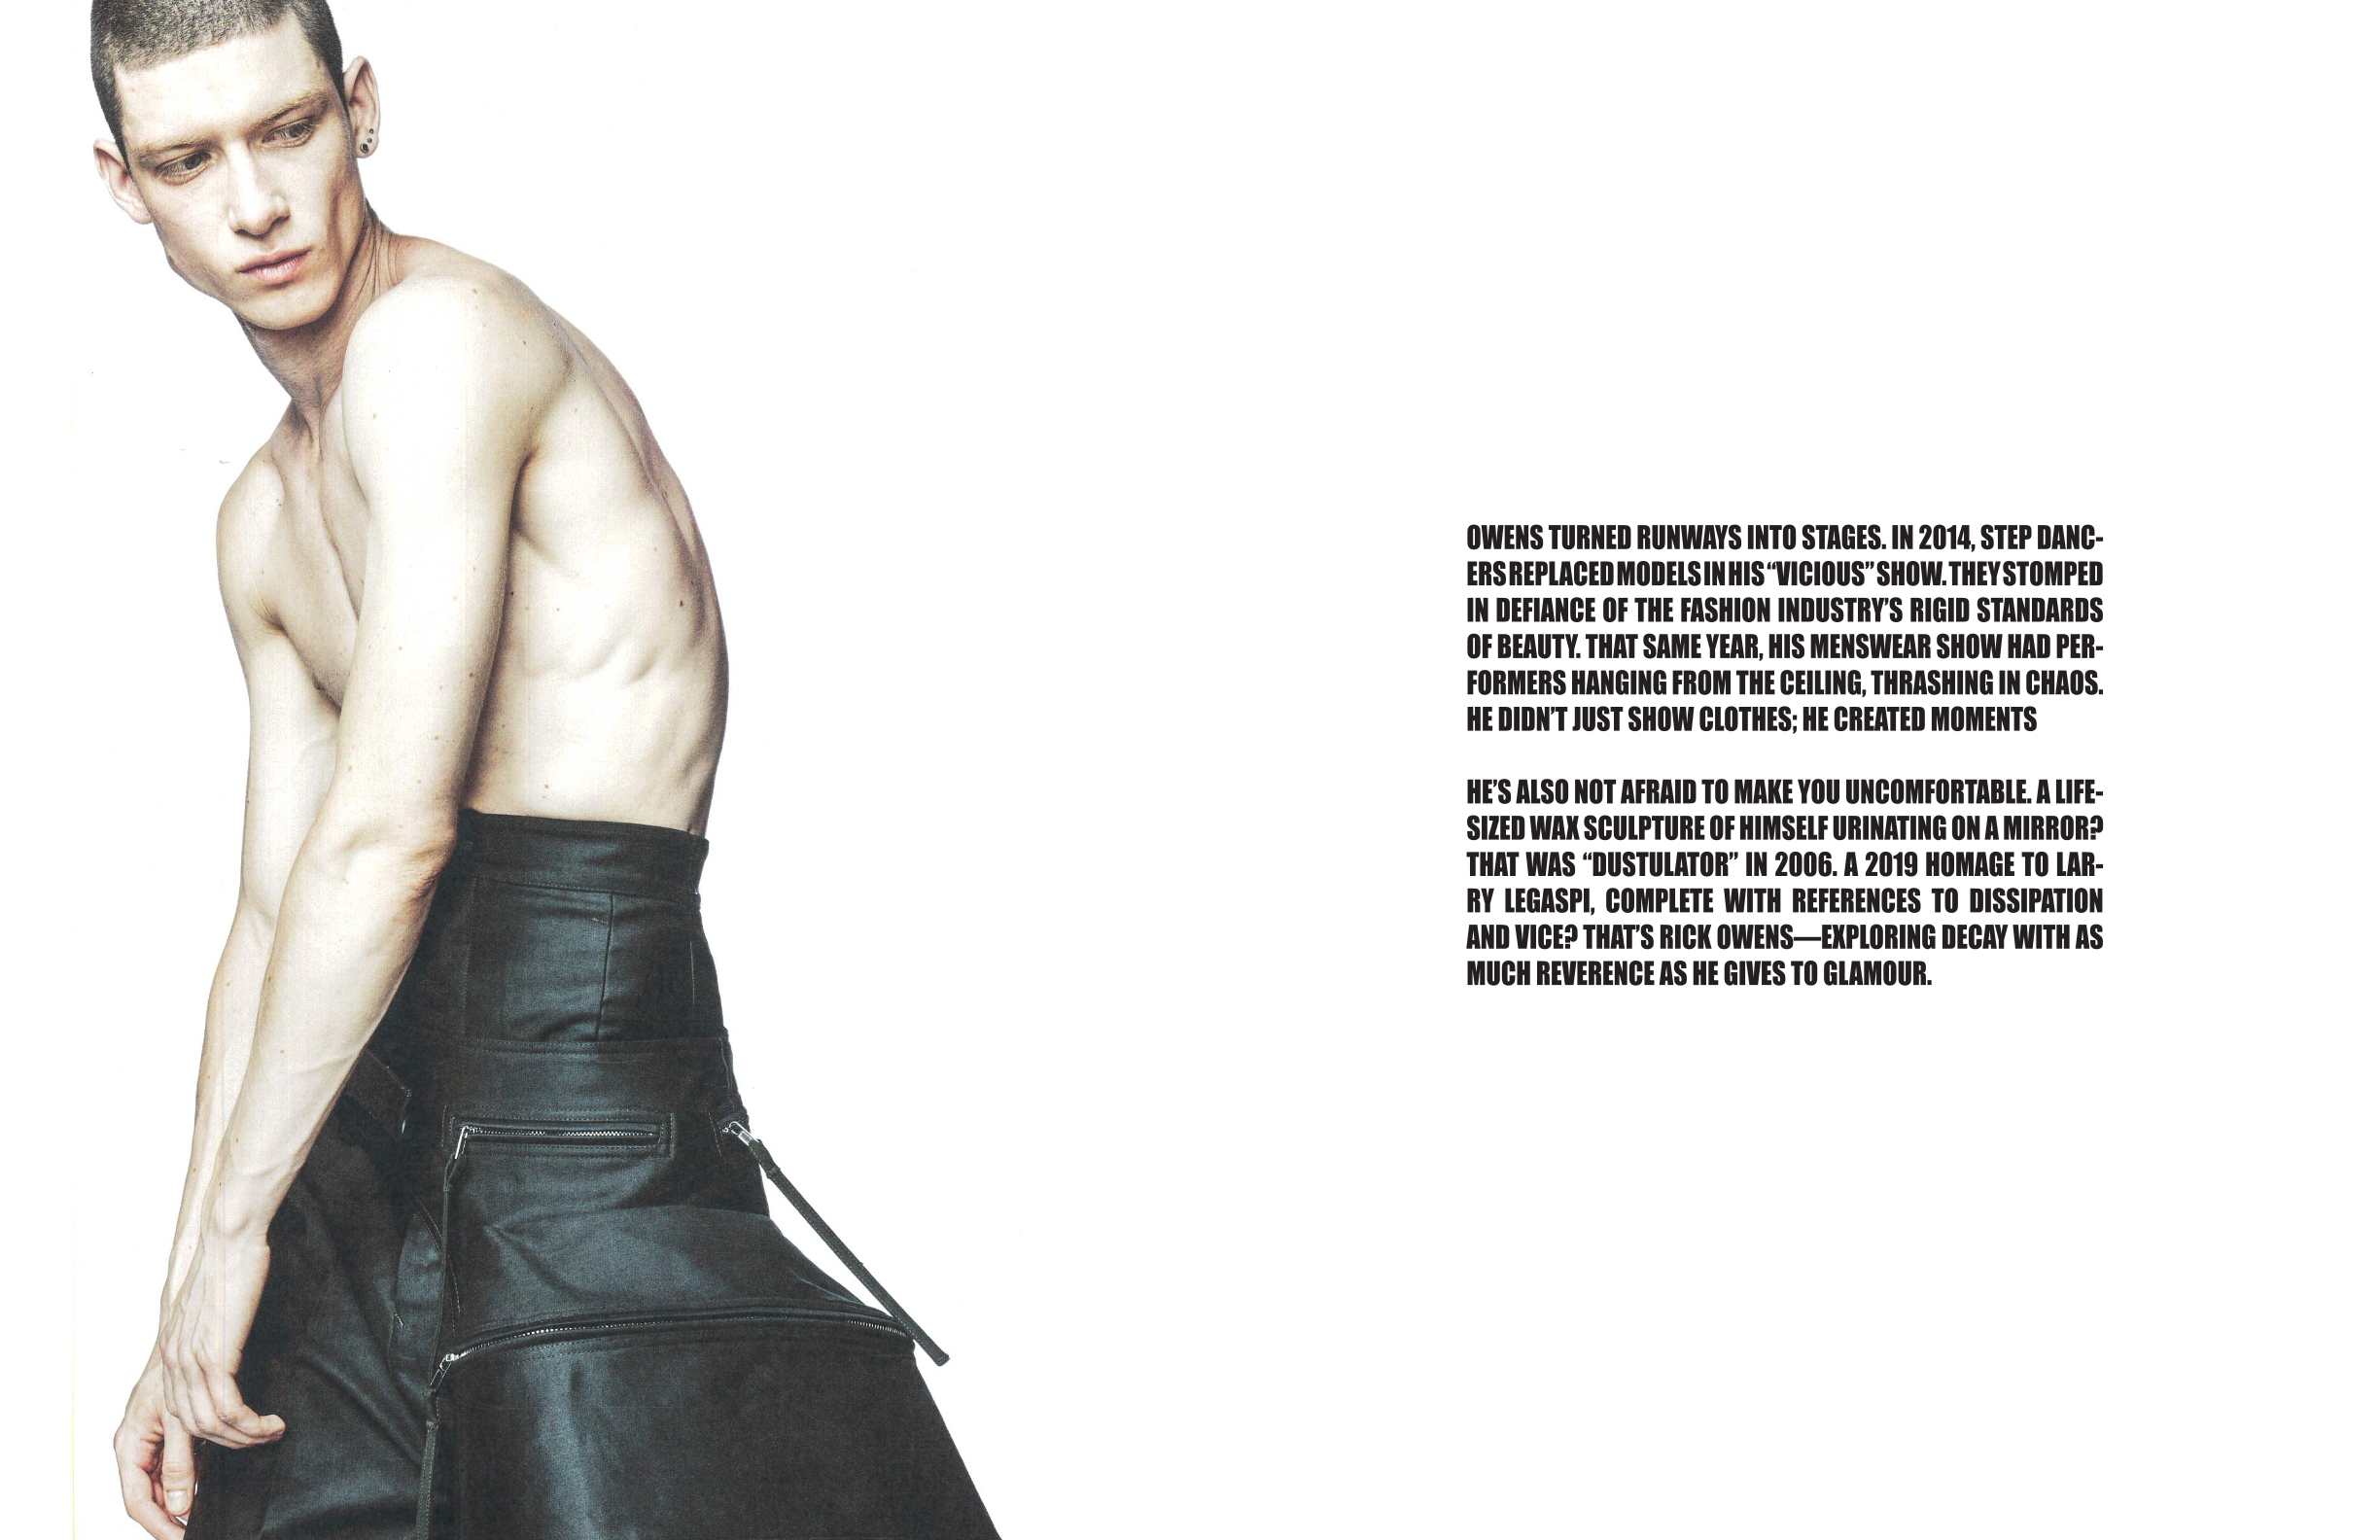 OWENS TURNED RUNWAYS INTO STAGES. IN 2014, STEP DANC-
ERS REPLACED MODELS IN HIS “VICIOUS” SHOW. THEY STOMPED
IN DEFIANCE OF THE FASHION INDUSTRY’S RIGID STANDARDS
OF BEAUTY. THAT SAME YEAR, HIS MENSWEAR SHOW HAD PER-
FORMERS HANGING FROM THE CEILING, THRASHING IN CHAOS.
HE DIDN’T JUST SHOW CLOTHES; HE CREATED MOMENTS
HE’S ALSO NOT AFRAID TO MAKE YOU UNCOMFORTABLE. A LIFE-
SIZED WAX SCULPTURE OF HIMSELF URINATING ON A MIRROR?
THAT WAS “DUSTULATOR” IN 2006. A 2019 HOMAGE TO LAR-
RY LEGASPI, COMPLETE WITH REFERENCES TO DISSIPATION
AND VICE? THAT’S RICK OWENS—EXPLORING DECAY WITH AS
MUCH REVERENCE AS HE GIVES TO GLAMOUR.